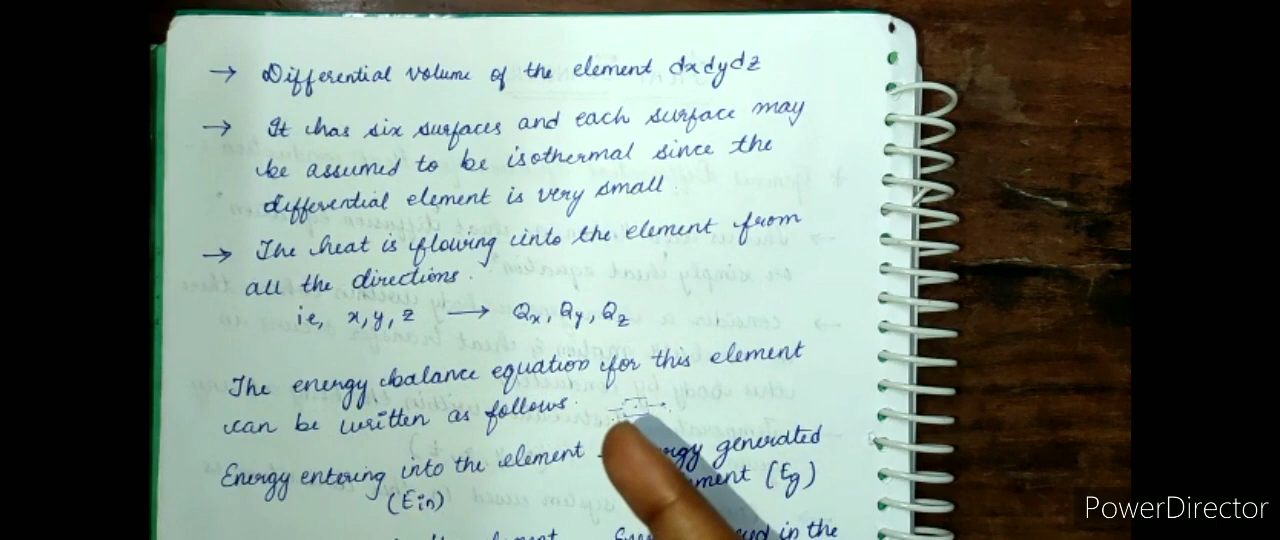 → Differential volume of the element dxdydz
→ It has six surfaces and each surface may
be assumed to be isothermal since the
differential element is very small.
→ The heat is flowing into the element from
all the directions.
ie, x, y, z → Qx, Qy, Qz
The energy balance equation for this element
can be written as follows.
Energy entering into the element generated
(Ein) (Eg)
element in the
PowerDirector